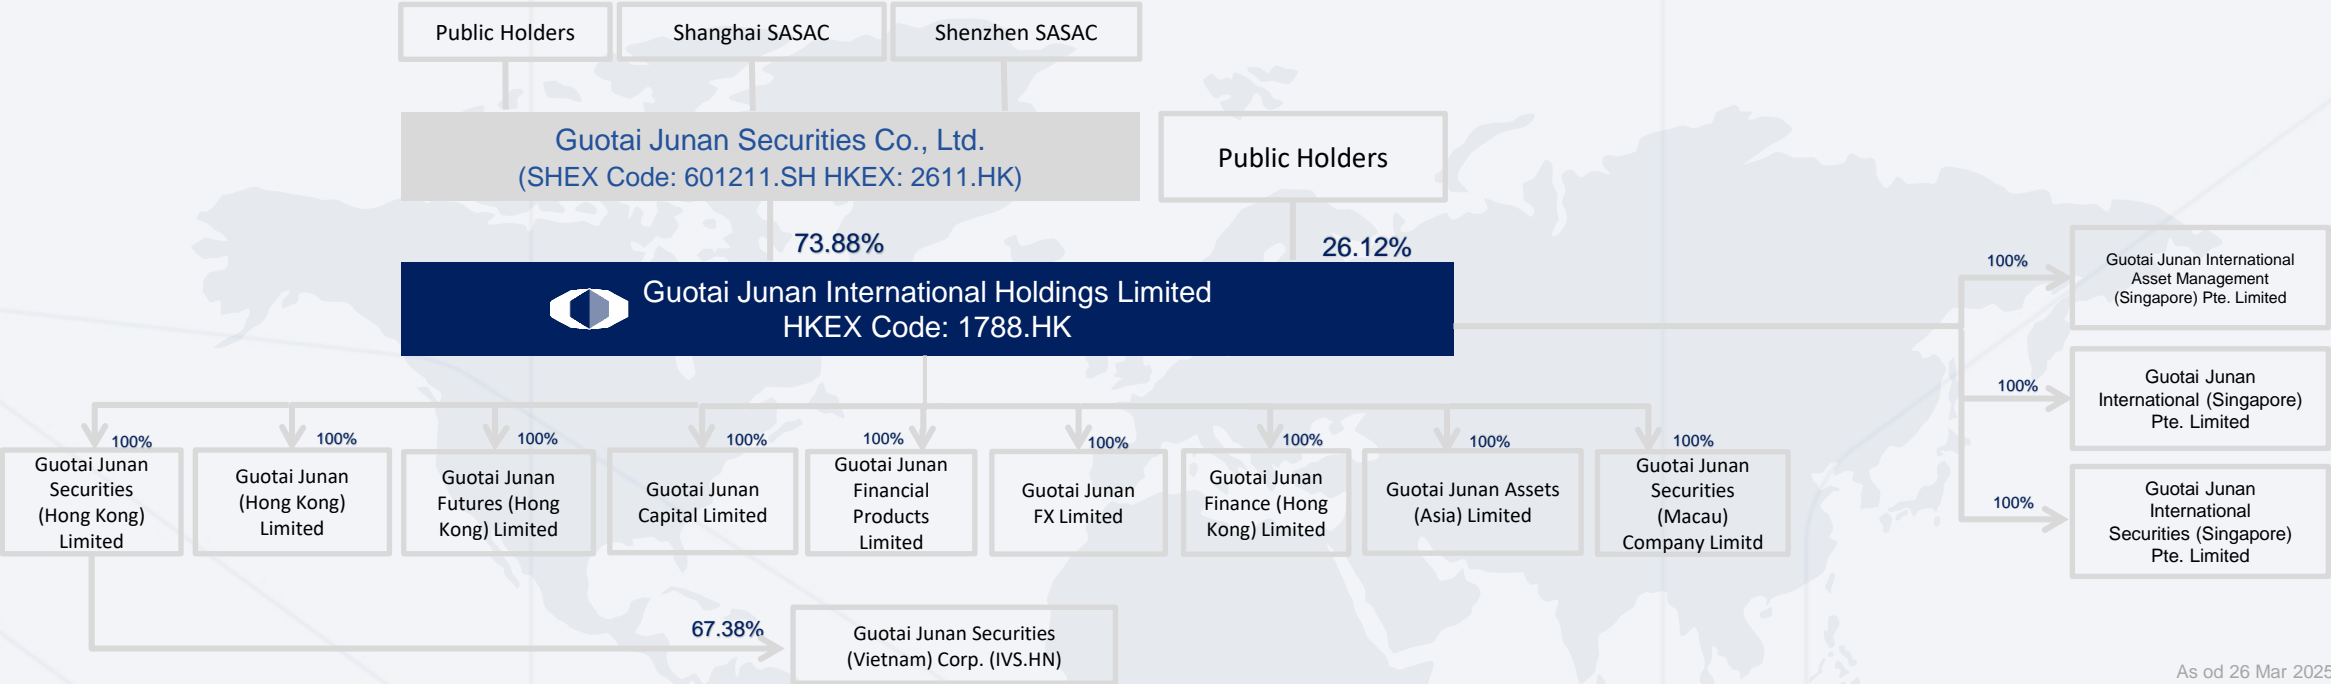 Public Holders
Shanghai SASAC
Shenzhen SASAC
Guotai Junan Securities Co., Ltd.
(SHEX Code: 601211.SH HKEX: 2611.HK)
Public Holders
73.88%
26.12%
Guotai Junan International Holdings Limited
HKEX Code: 1788.HK
100%
Guotai Junan International
Asset Management
(Singapore) Pte. Limited
100%
Guotai Junan
International (Singapore)
Pte. Limited
100%
Guotai Junan
International
Securities (Singapore)
Pte. Limited
100%
Guotai Junan
Securities
(Hong Kong)
Limited
100%
Guotai Junan
(Hong Kong)
Limited
100%
Guotai Junan
Futures (Hong
Kong) Limited
100%
Guotai Junan
Capital Limited
100%
Guotai Junan
Financial
Products
Limited
100%
Guotai Junan
FX Limited
100%
Guotai Junan
Finance (Hong
Kong) Limited
100%
Guotai Junan Assets
(Asia) Limited
100%
Guotai Junan
Securities
(Macau)
Company Limitd
67.38%
Guotai Junan Securities
(Vietnam) Corp. (IVS.HN)
As od 26 Mar 2025